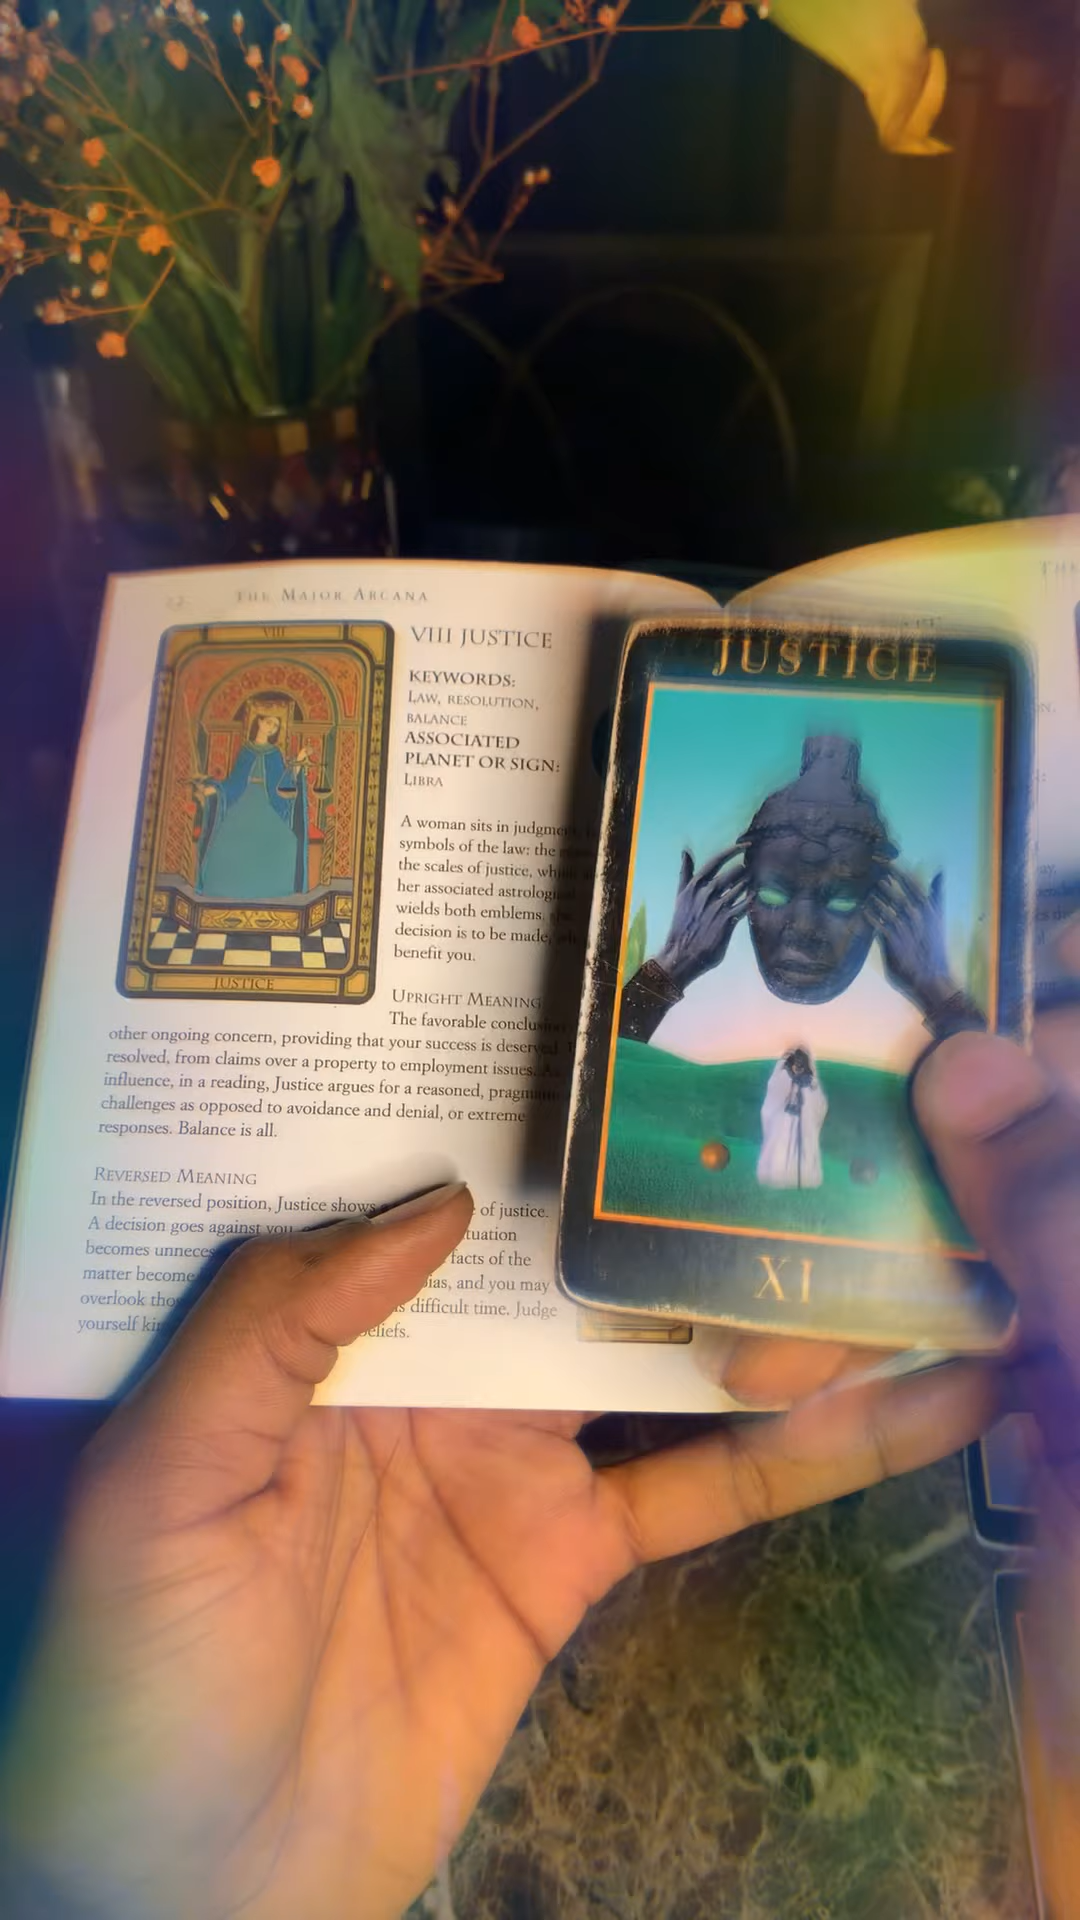 THE MAJOR ARCANA
VIII
VIII JUSTICE
KEYWORDS:
LAW, RESOLUTION,
BALANCE
ASSOCIATED
PLANET OR SIGN:
LIBRA
JUSTICE
A woman sits in
symbols of the law: the
the scales of justice,
her associated
wields both emblems,
decision is to be made,
benefit you.
UPRIGHT MEANING
The favorable
other ongoing concern, providing that your success is deserved.
resolved, from claims over a property to employment issues.
influence, in a reading, Justice argues for a reasoned,
challenges as opposed to avoidance and denial, or extreme
responses. Balance is all.
REVERSED MEANING
In the reversed position, Justice shows of justice.
A decision goes against you
becomes facts of the
matter and you may
overlook difficult time. Judge
yourself
JUSTICE
XI